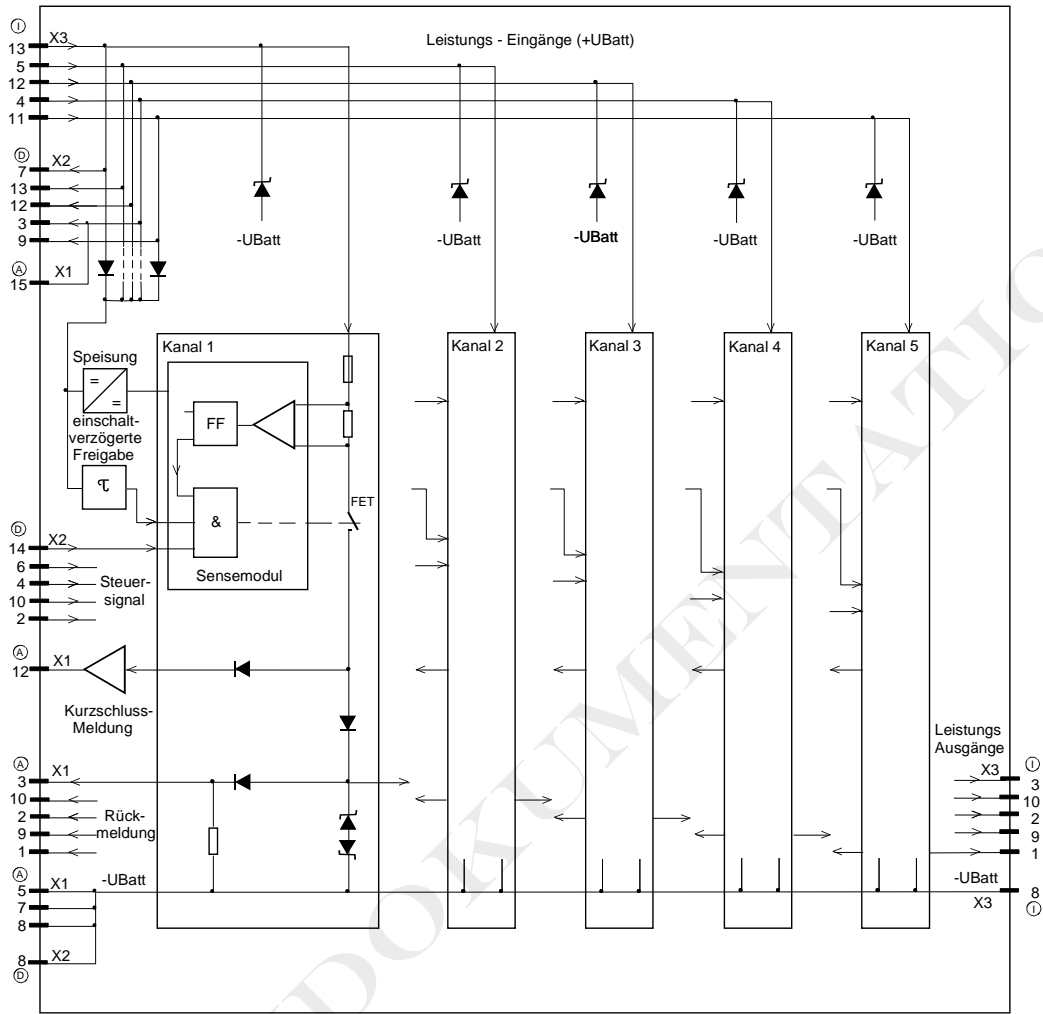 I
13 X3
Leistungs - Eingänge (+UBatt)
5
12
4
11
D
7 X2
13
12
3
9
-UBatt
-UBatt
-UBatt
-UBatt
-UBatt
A
15 X1
Kanal 1
Kanal 2
Kanal 3
Kanal 4
Kanal 5
Speisung
=
=
einschalt-
verzögerte
Freigabe
FF
τ
&
FET
Sensemodul
D
14 X2
6
4
10
2
Steuer-
signal
A
12 X1
Kurzschluss-
Meldung
Leistungs
Ausgänge
A
3 X1
10
2
9
1
Rück-
meldung
X3
I
3
10
2
9
1
A
5 X1
-UBatt
7
8
8 X2
D
-UBatt
8
X3
I
DOKUMENTATIO